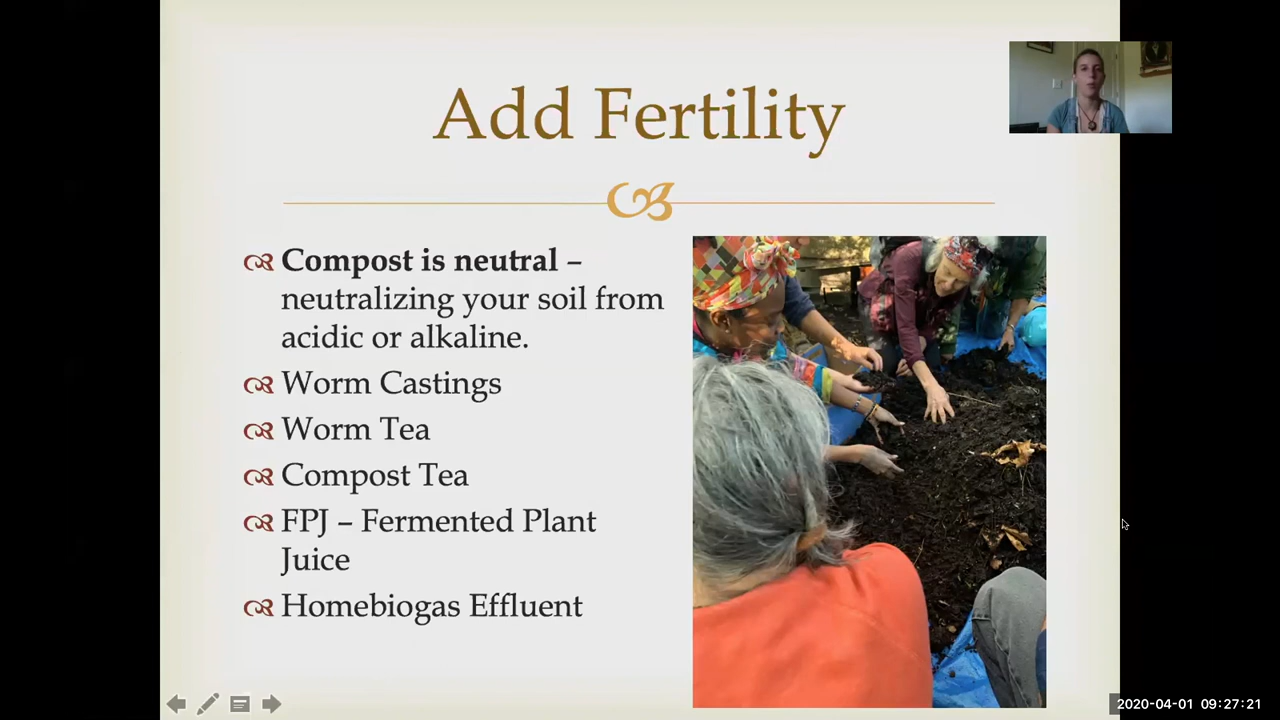 Add Fertility
Compost is neutral –
neutralizing your soil from
acidic or alkaline.
Worm Castings
Worm Tea
Compost Tea
FPJ – Fermented Plant
Juice
Homebiogas Effluent
2020-04-01 09:27:21